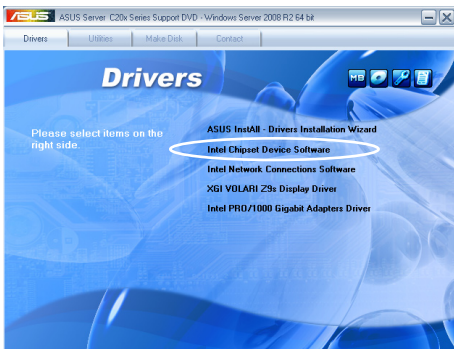 ASUS ASUS Server C20x Series Support DVD - Windows Server 2008 R2 64 bit
Drivers Utilities Make Disk Contact
Drivers
MB
Please select items on the
right side.
ASUS InstAll - Drivers Installation Wizard
Intel Chipset Device Software
Intel Network Connections Software
XGI VOLARI Z9s Display Driver
Intel PRO/1000 Gigabit Adapters Driver